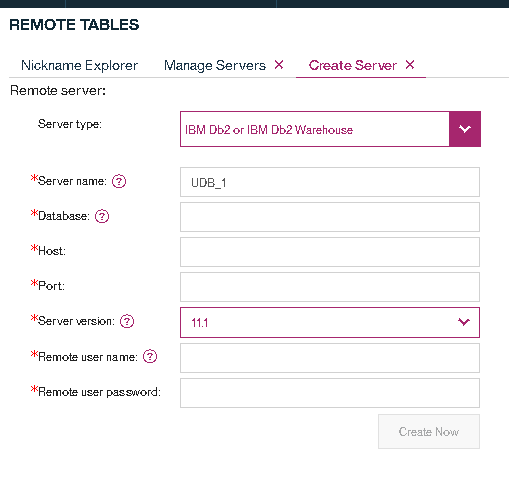 REMOTE TABLES
Nickname Explorer Manage Servers × Create Server ×
Remote server:
Server type: IBM Db2 or IBM Db2 Warehouse
*Server name: ? UDB_1
*Database: ?
*Host:
*Port:
*Server version: ? 11.1
*Remote user name: ?
*Remote user password:
Create Now